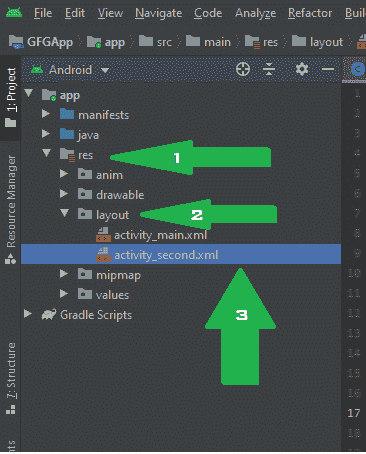 File Edit View Navigate Code Analyze Refactor
GFGApp app src main res layout
1: Project
Android
app
manifests
java
res
1
anim
drawable
layout
2
activity_main.xml
activity_second.xml
mipmap
3
values
Gradle Scripts
Resource Manager
7: Structure
1
2
3
4
5
6
7
8
9
10
11
12
13
14
15
16
17
18